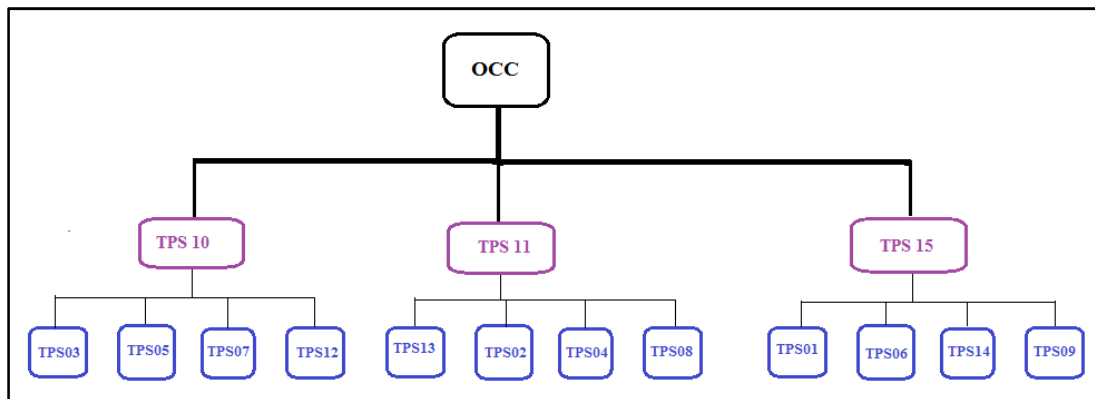 OCC
TPS 10
TPS 11
TPS 15
TPS03
TPS05
TPS07
TPS12
TPS13
TPS02
TPS04
TPS08
TPS01
TPS06
TPS14
TPS09